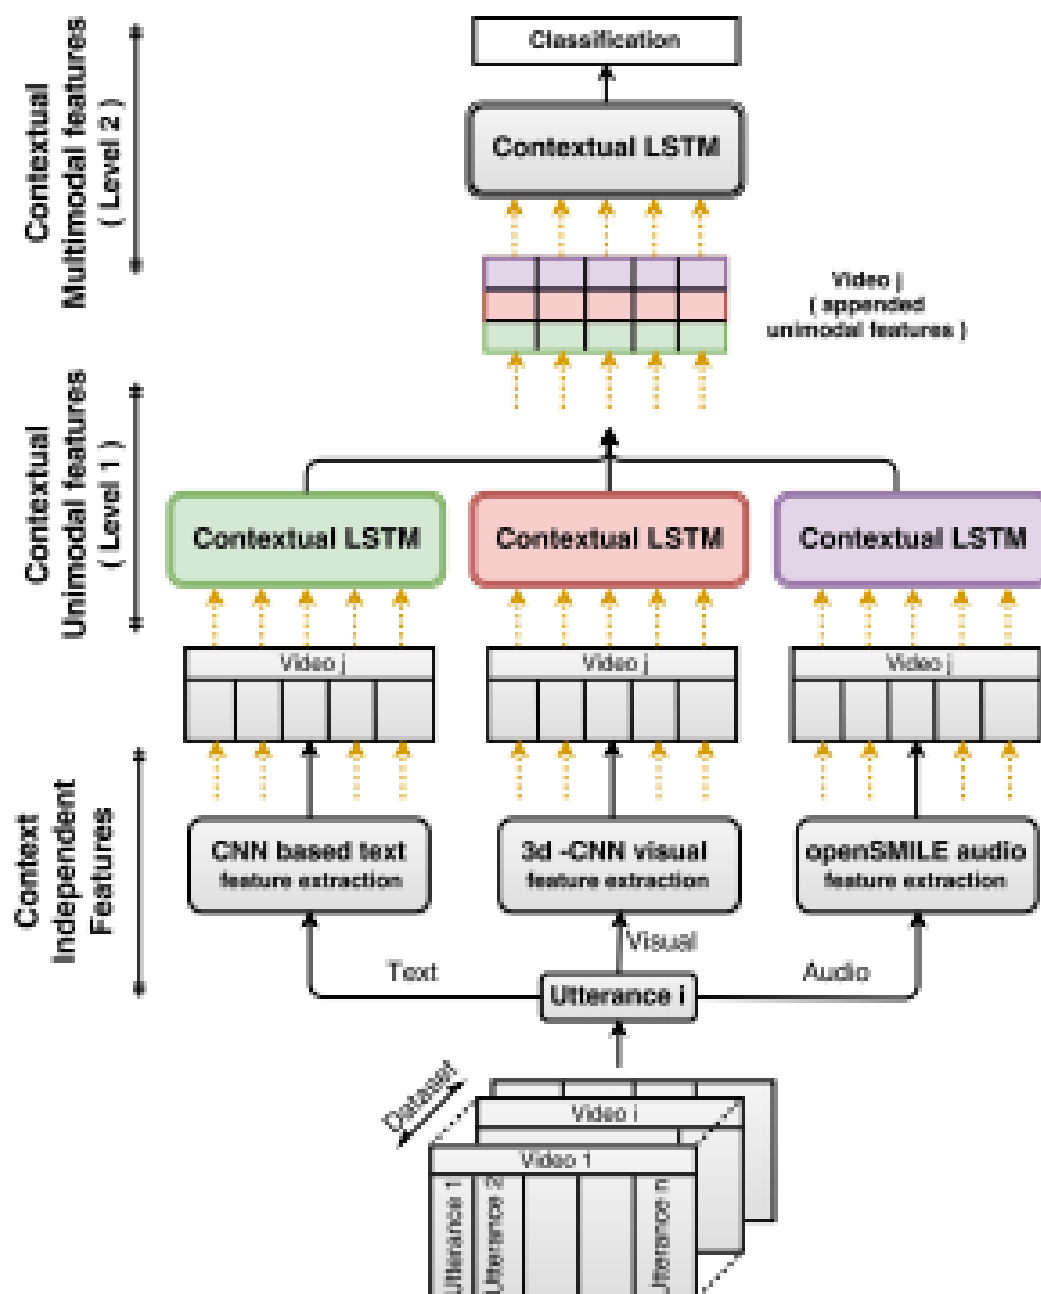 Classification
Contextual LSTM
Contextual
Multimodal features
( Level 2 )
Video j
( appended
unimodal features )
Contextual
Unimodal features
( Level 1 )
Contextual LSTM
Contextual LSTM
Contextual LSTM
Video j
Video j
Video j
Context
Independent
Features
CNN based text
feature extraction
3d -CNN visual
feature extraction
openSMILE audio
feature extraction
Text
Visual
Audio
Utterance i
Dataset
Video i
Video 1
Utterance 1
Utterance 2
Utterance n